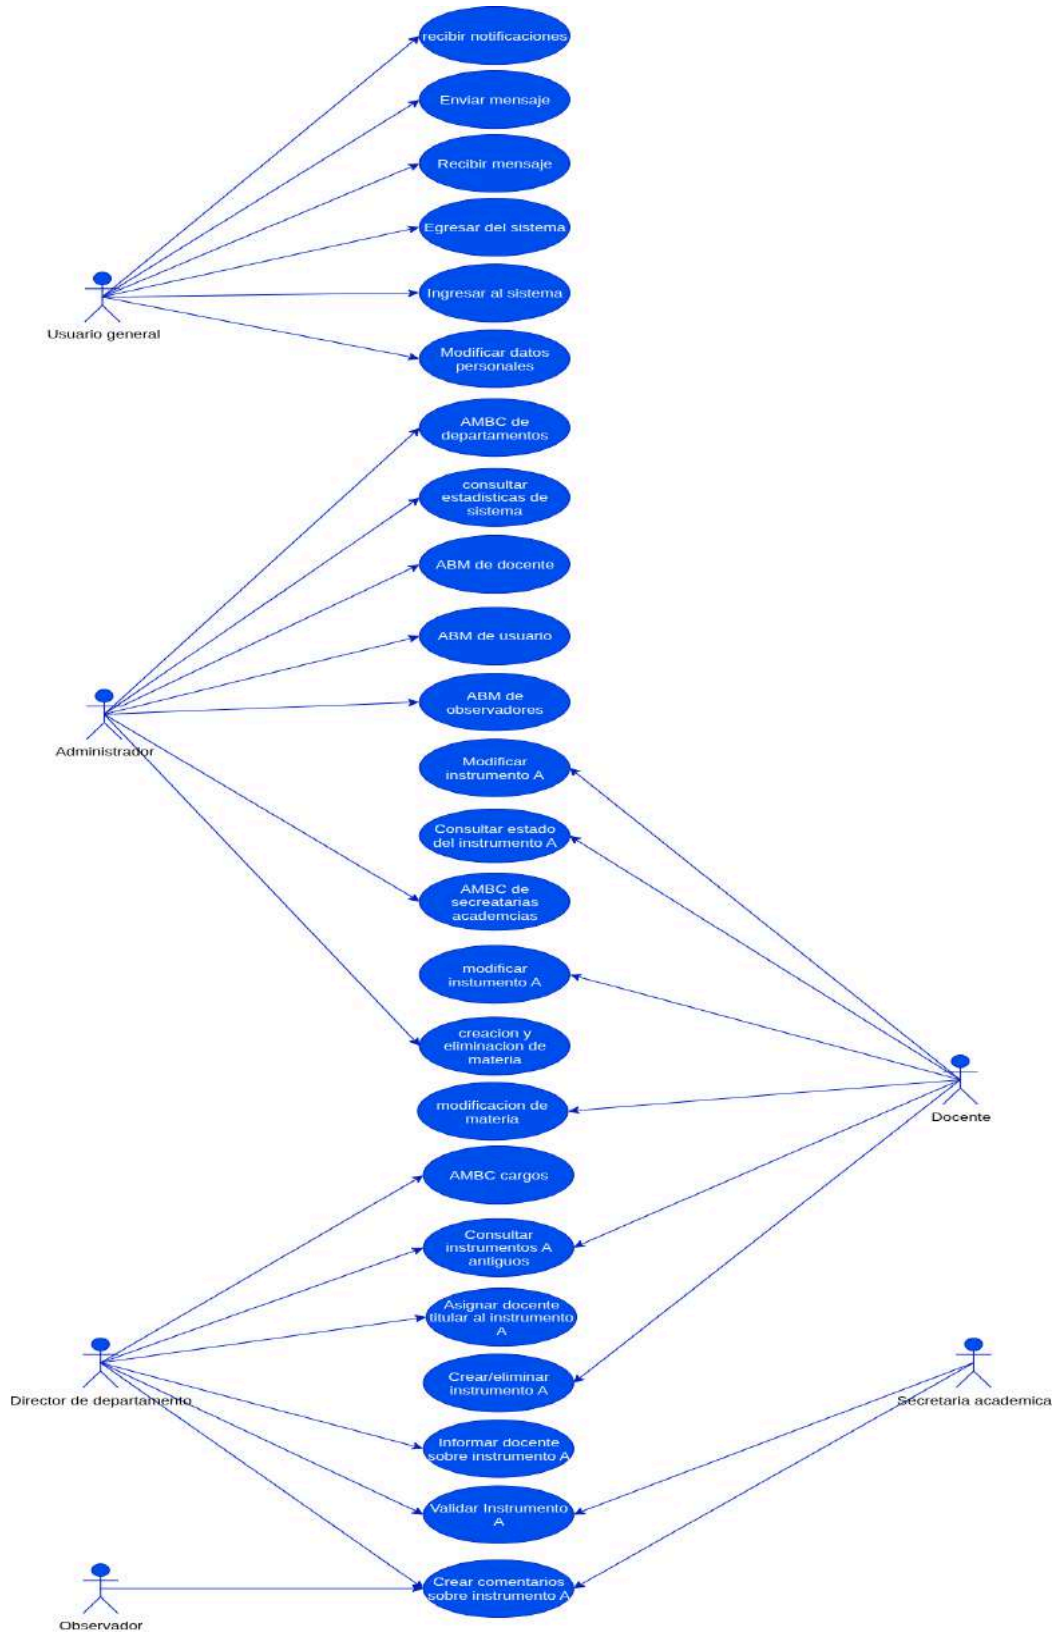 recibir notificaciones
Enviar mensaje
Recibir mensaje
Egresar del sistema
Ingresar al sistema
Usuario general
Modificar datos
personales
AMBC de
departamentos
consultar
estadisticas de
sistema
ABM de docente
ABM de usuario
ABM de
observadores
Administrador
Modificar
instrumento A
Consultar estado
del instrumento A
AMBC de
secreatarias
academcias
modificar
instumento A
creacion y
eliminacion de
materia
modificacion de
materia
Docente
AMBC cargos
Consultar
instrumentos A
antiguos
Asignar docente
titular al instrumento
A
Crear/eliminar
instrumento A
Director de departamento
Secretaria academica
Informar docente
sobre instrumento A
Validar Instrumento
A
Crear comentarios
sobre instrumento A
Observador